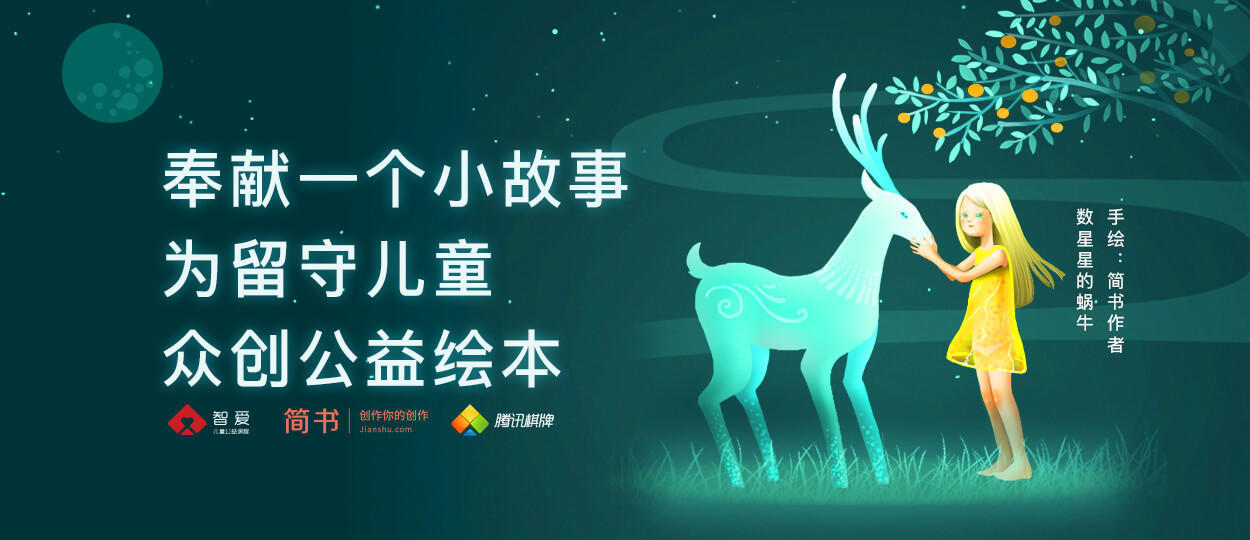 奉献一个小故事
为留守儿童
众创公益绘本
智爱
儿童公益课程
简书
创作你的创作
Jianshu.com
腾讯棋牌
手绘：简书作者
数星星的蜗牛